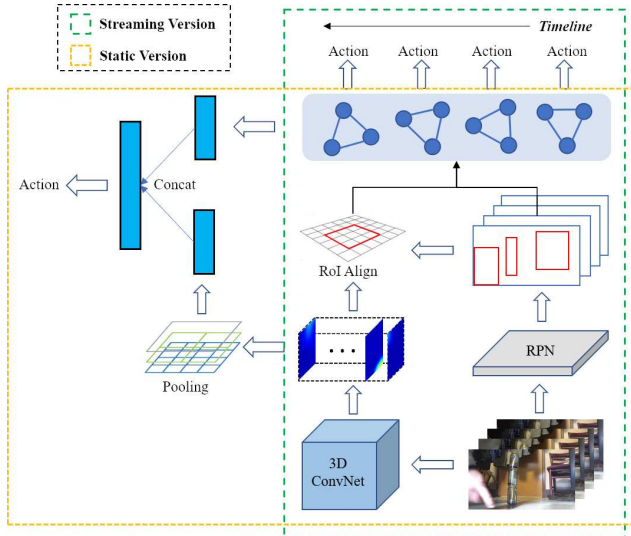 Streaming Version
Static Version
Timeline
Action Action Action Action
Action
Concat
RoI Align
RPN
Pooling
3D
ConvNet